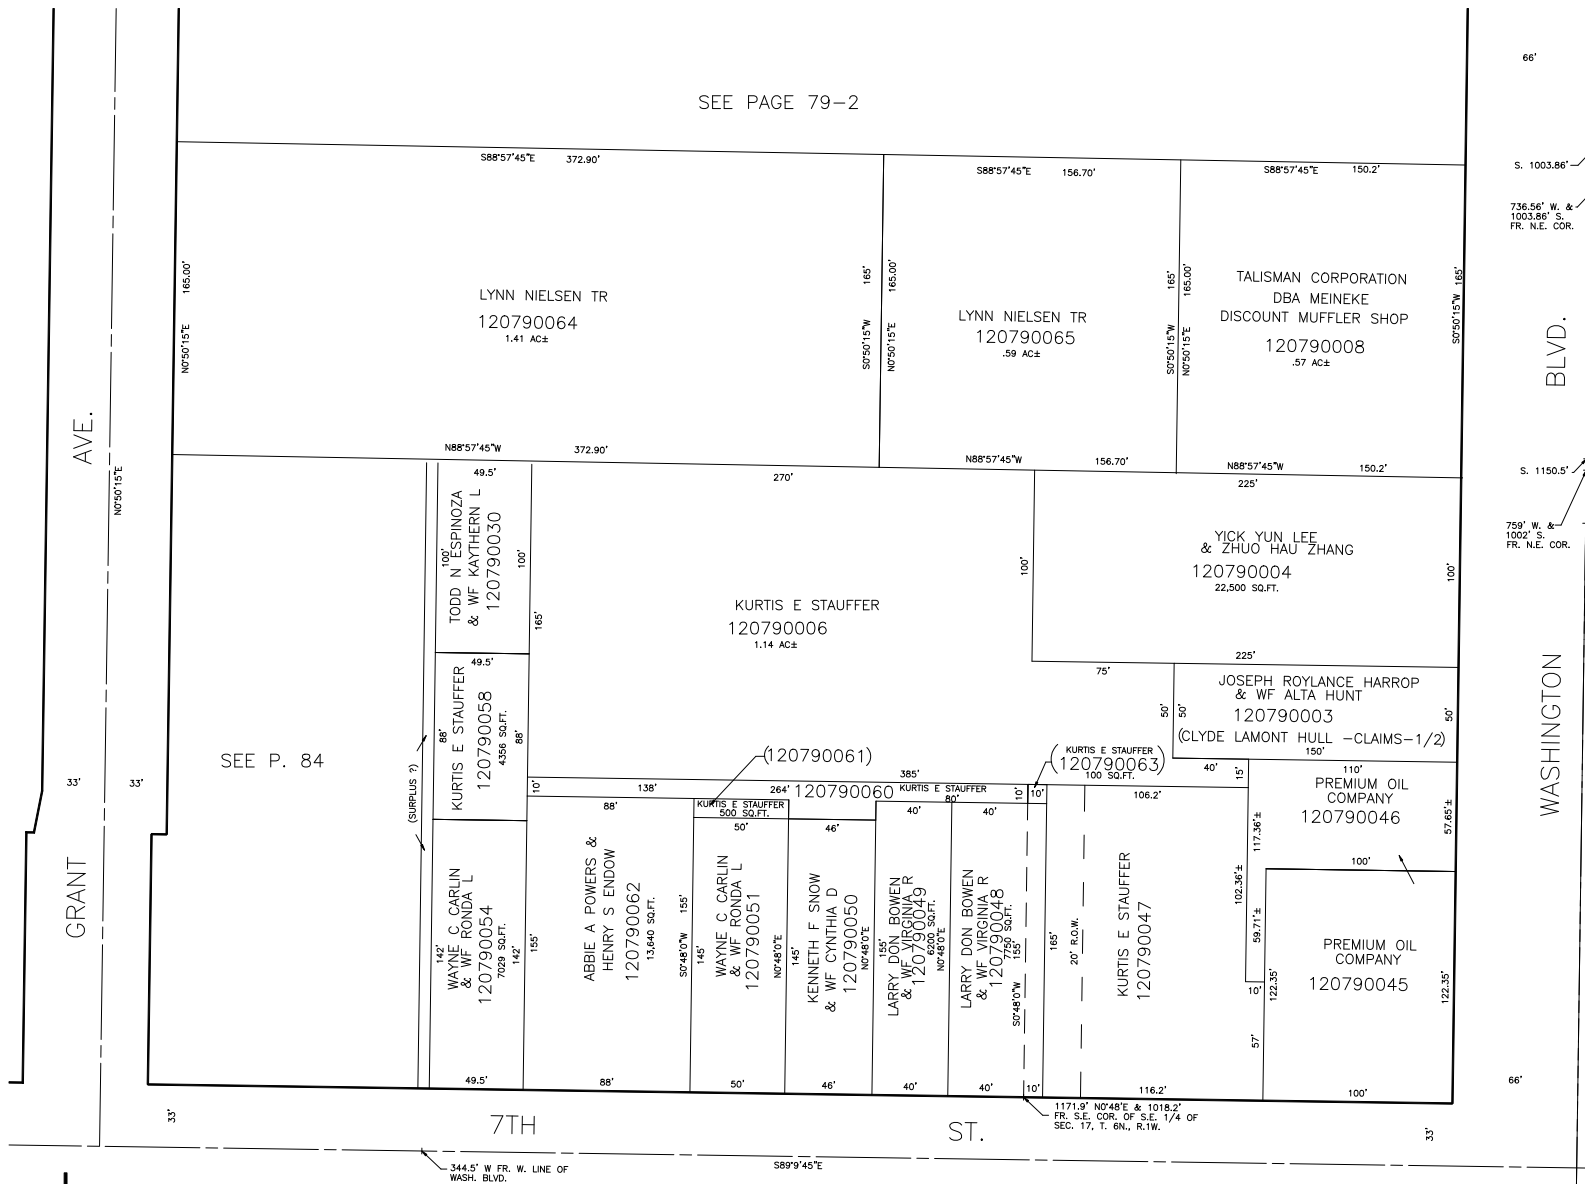 66'
SEE PAGE 79-2
S88°57'45"E 372.90'
S88°57'45"E 156.70'
S88°57'45"E 150.2'
S. 1003.86'
736.56' W. &
1003.86' S.
FR. N.E. COR.
165.00'
N0°50'15"E
165'
S0°50'15"W
165.00'
N0°50'15"E
165'
S0°50'15"W
165.00'
N0°50'15"E
S0°50'15"W 165'
LYNN NIELSEN TR
120790064
1.41 AC±
LYNN NIELSEN TR
120790065
.59 AC±
TALISMAN CORPORATION
DBA MEINEKE
DISCOUNT MUFFLER SHOP
120790008
.57 AC±
BLVD.
AVE.
N0°50'15"E
N88°57'45"W 372.90'
N88°57'45"W 156.70'
N88°57'45"W 150.2'
S. 1150.5'
759' W. &
1002' S.
FR. N.E. COR.
49.5'
270'
225'
100'
TODD N ESPINOZA
& WF KAYTHERN L
120790030
100'
165'
100'
YICK YUN LEE
& ZHUO HAU ZHANG
120790004
22,500 SQ.FT.
100'
KURTIS E STAUFFER
120790006
1.14 AC±
225'
75'
49.5'
88'
KURTIS E STAUFFER
120790058
4356 SQ.FT.
88'
50'
50'
JOSEPH ROYLANCE HARROP
& WF ALTA HUNT
120790003
(CLYDE LAMONT HULL -CLAIMS-1/2)
50'
150'
WASHINGTON
SEE P. 84
(SURPLUS ?)
33'
33'
(120790061)
385'
KURTIS E STAUFFER
(120790063)
100 SQ.FT.
40'
15'
110'
10'
138'
264'
120790060
KURTIS E STAUFFER
80'
10'
10'
106.2'
PREMIUM OIL
COMPANY
120790046
57.65'±
88'
KURTIS E STAUFFER
500 SQ.FT.
50'
46'
40'
40'
117.36'±
102.36'±
59.71'±
100'
GRANT
142'
WAYNE C CARLIN
& WF RONDA L
120790054
7029 SQ.FT.
142'
155'
ABBIE A POWERS &
HENRY S ENDOW
120790062
13,640 SQ.FT.
S0°48'0"W 155'
145'
WAYNE C CARLIN
& WF RONDA L
120790051
N0°48'0"E
145'
KENNETH F SNOW
& WF CYNTHIA D
120790050
N0°48'0"E
155'
LARRY DON BOWEN
& WF VIRGINIA R
120790049
6200 SQ.FT.
N0°48'0"E
LARRY DON BOWEN
& WF VIRGINIA R
120790048
7750 SQ.FT.
S0°48'0"W 155'
165'
20' R.O.W.
KURTIS E STAUFFER
120790047
10'
57'
122.35'
PREMIUM OIL
COMPANY
120790045
122.35'
49.5'
88'
50'
46'
40'
40'
10'
116.2'
100'
66'
33'
7TH
ST.
1171.9' N0°48'E & 1018.2'
FR. S.E. COR. OF S.E. 1/4 OF
SEC. 17, T. 6N., R.1W.
33'
344.5' W FR. W. LINE OF
WASH. BLVD.
S89°9'45"E